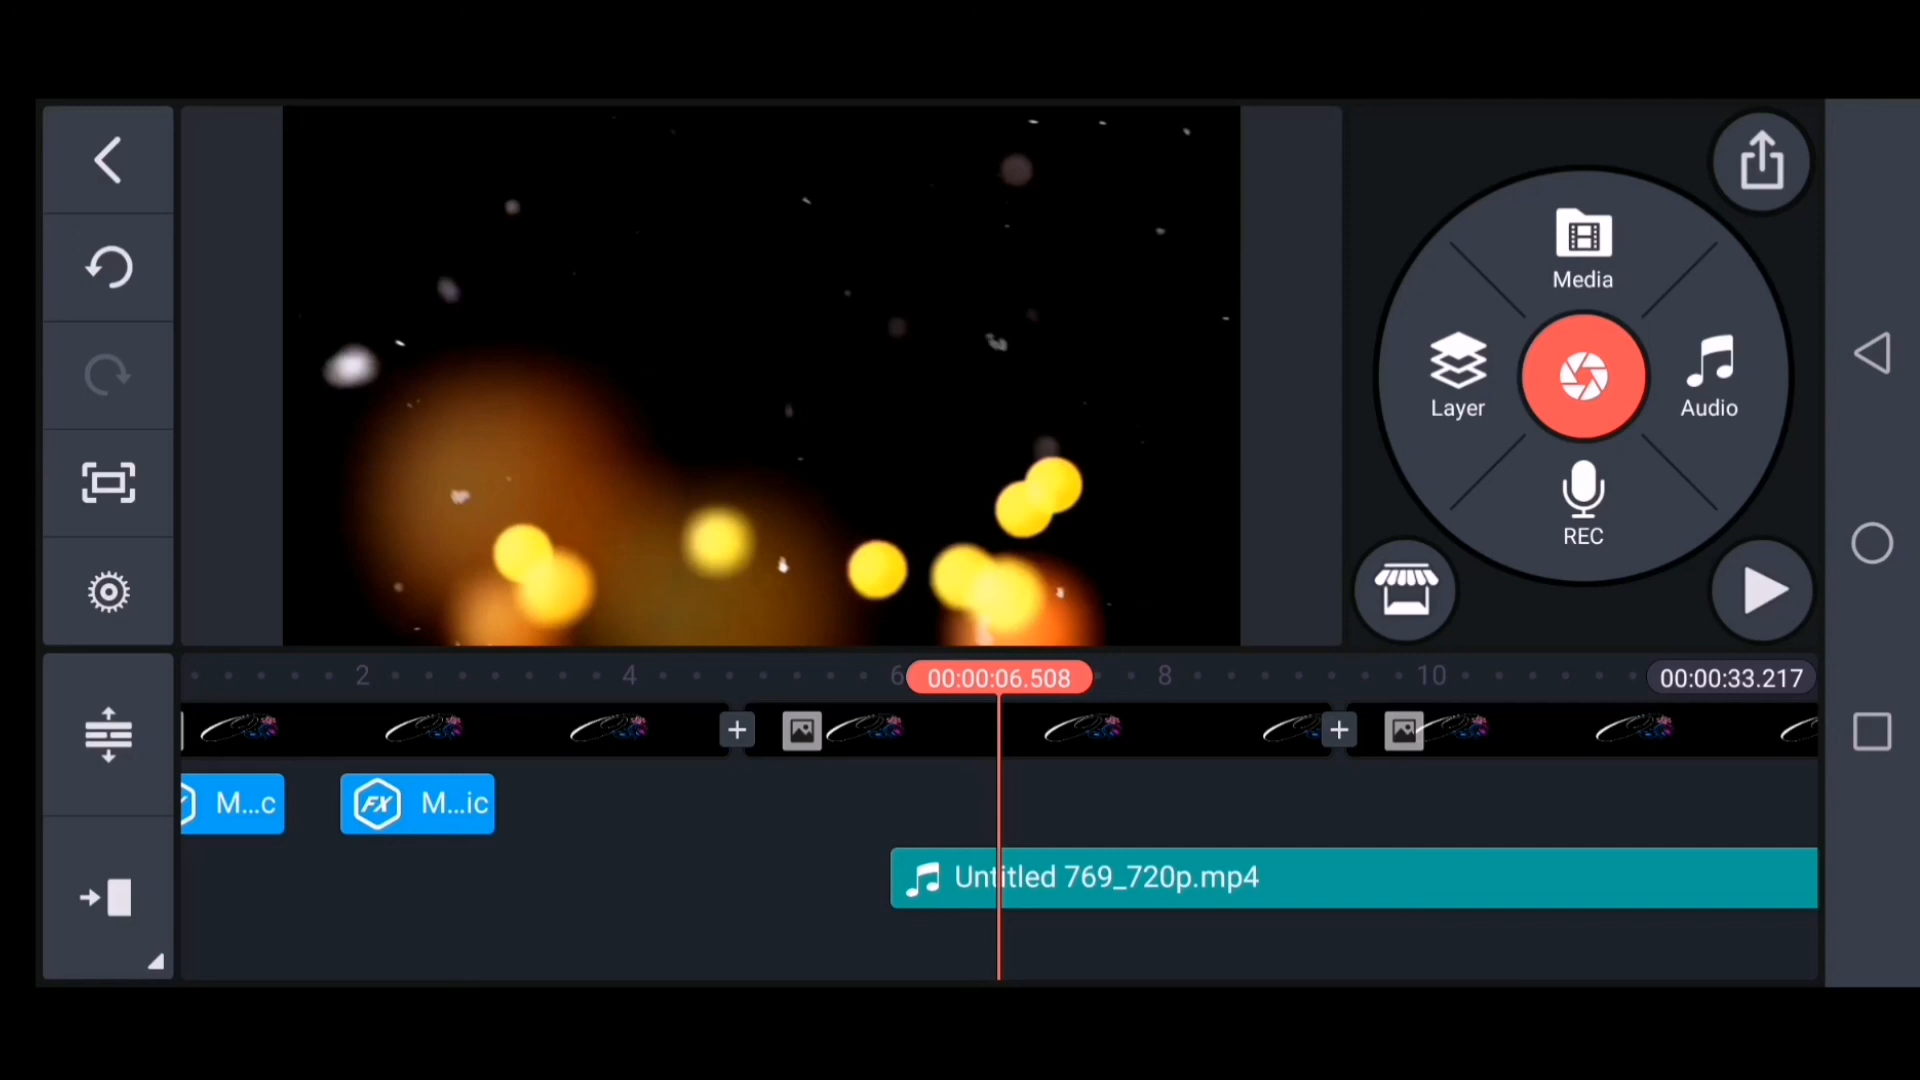 Media
Layer
Audio
REC
2
4
6
00:00:06.508
8
10
00:00:33.217
M...c
FX
M...ic
Untitled 769_720p.mp4